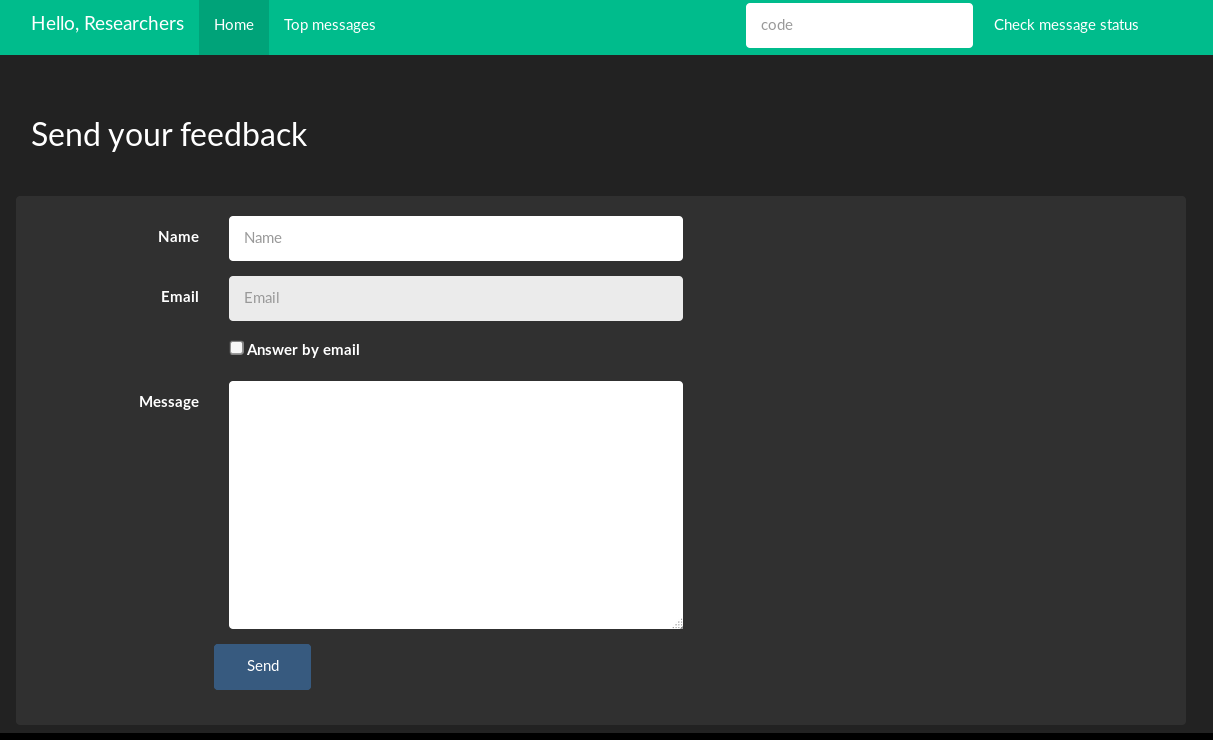 Hello, Researchers Home Top messages code Check message status
Send your feedback
Name Name
Email Email
Answer by email
Message
Send